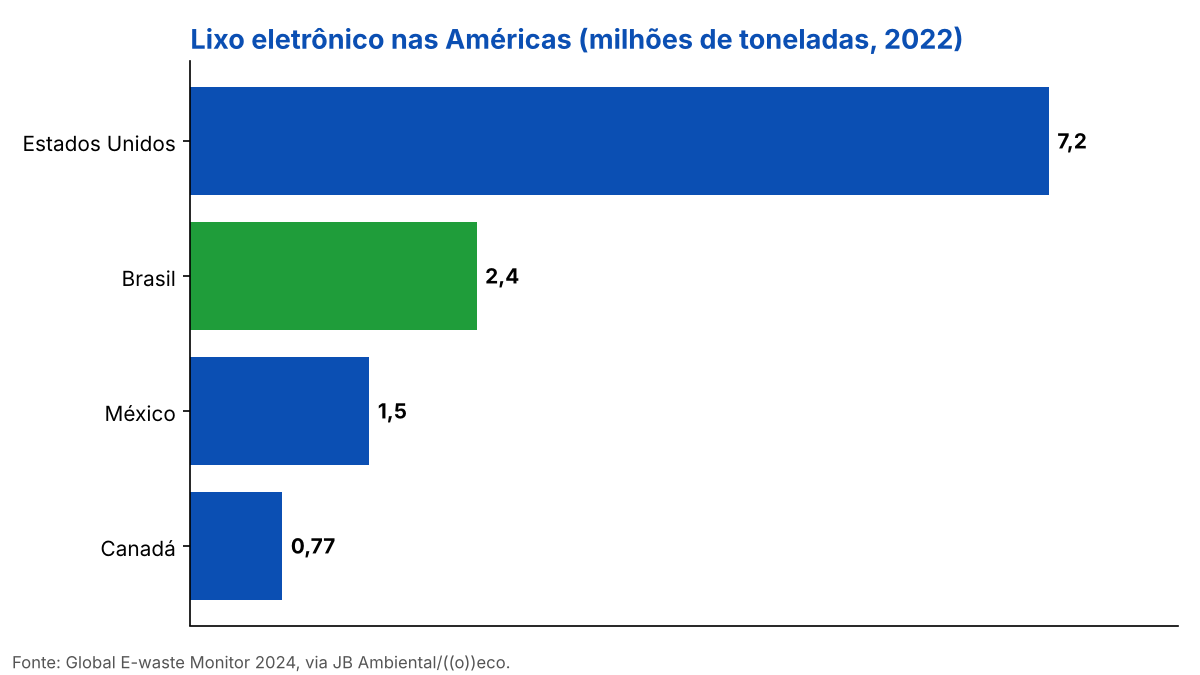 Lixo eletrônico nas Américas (milhões de toneladas, 2022)
Estados Unidos 7,2
Brasil 2,4
México 1,5
Canadá 0,77
Fonte: Global E-waste Monitor 2024, via JB Ambiental/((o))eco.